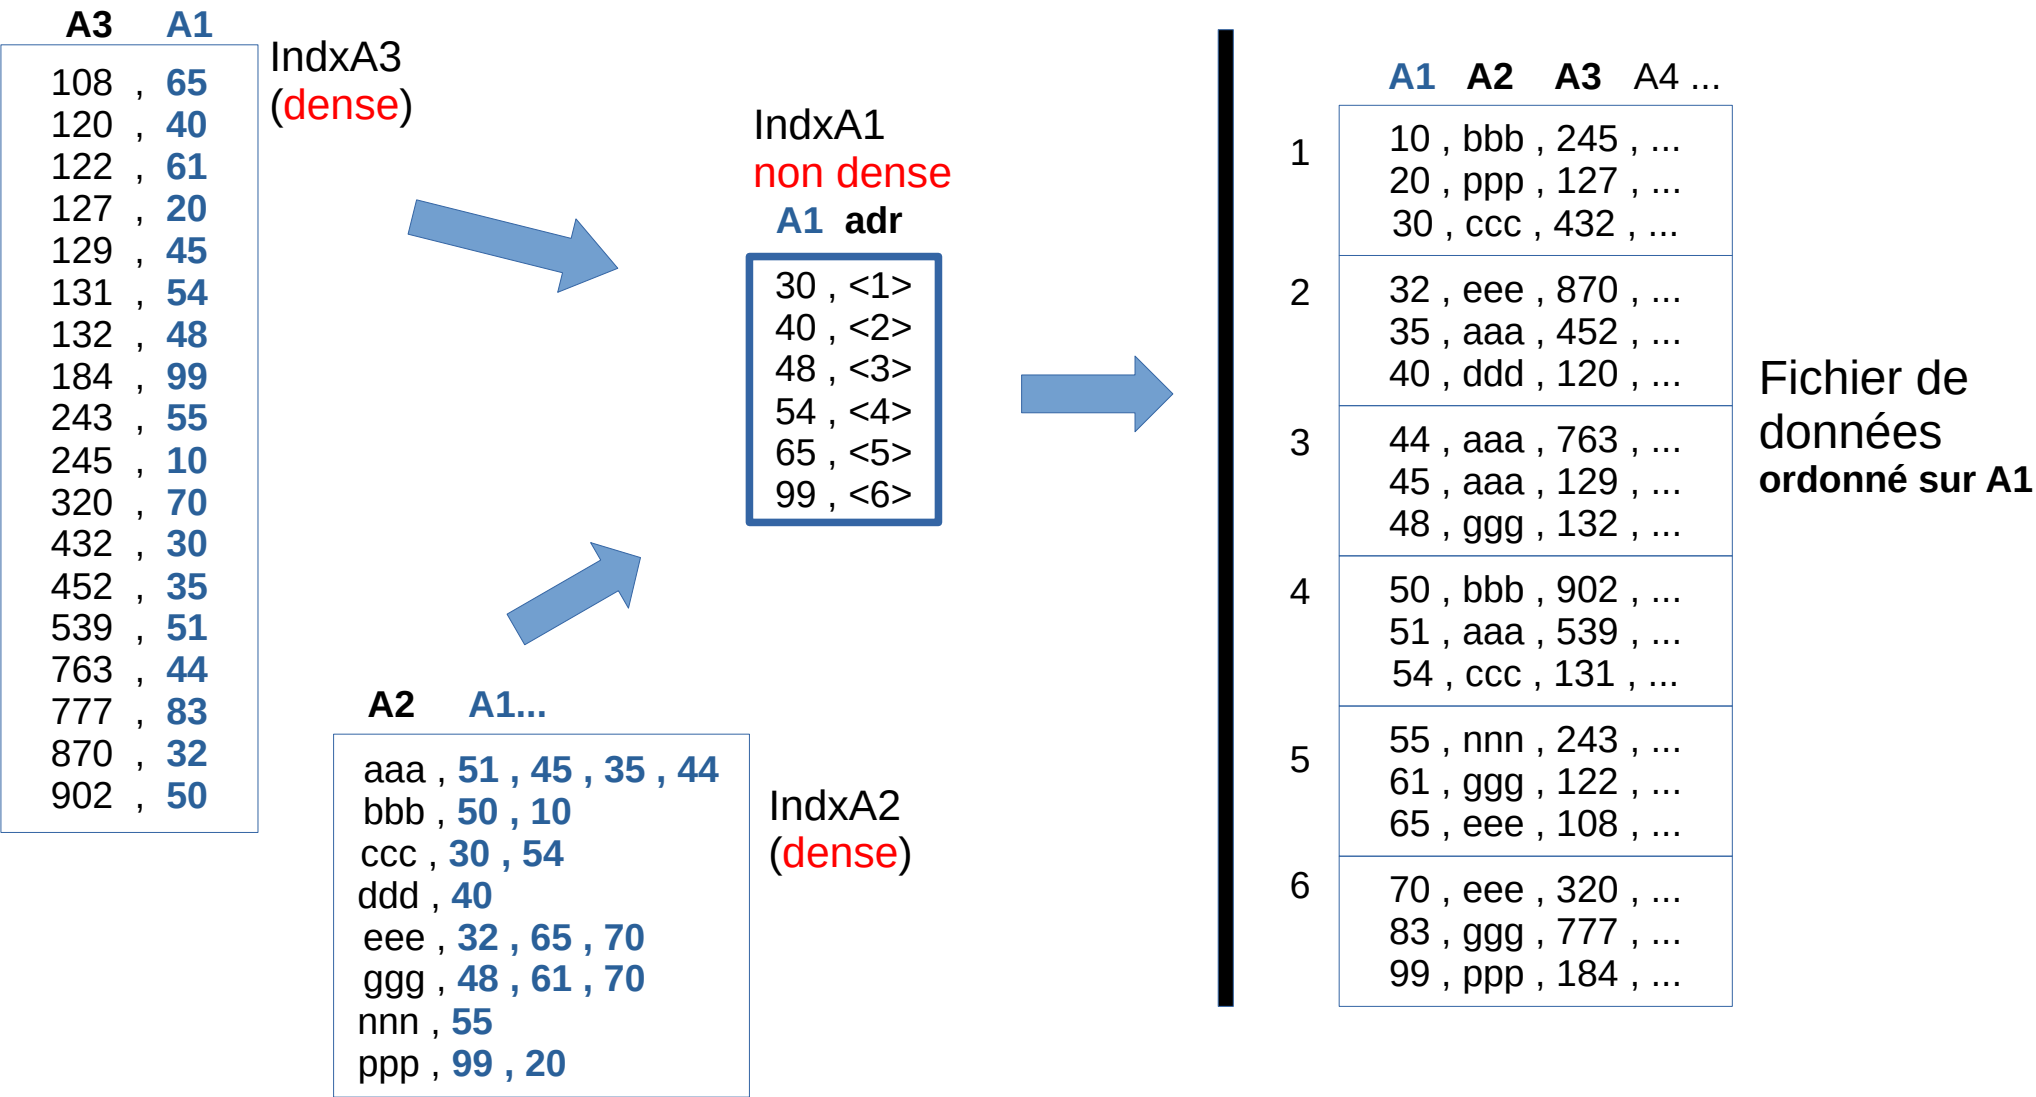 A3 A1
IndxA3
(dense)
108 , 65
120 , 40
122 , 61
127 , 20
129 , 45
131 , 54
132 , 48
184 , 99
243 , 55
245 , 10
320 , 70
432 , 30
452 , 35
539 , 51
763 , 44
777 , 83
870 , 32
902 , 50
IndxA1
non dense
A1 adr
30 , <1>
40 , <2>
48 , <3>
54 , <4>
65 , <5>
99 , <6>
A2 A1...
aaa , 51 , 45 , 35 , 44
bbb , 50 , 10
ccc , 30 , 54
ddd , 40
eee , 32 , 65 , 70
ggg , 48 , 61 , 70
nnn , 55
ppp , 99 , 20
IndxA2
(dense)
A1 A2 A3 A4 ...
1
10 , bbb , 245 , ...
20 , ppp , 127 , ...
30 , ccc , 432 , ...
2
32 , eee , 870 , ...
35 , aaa , 452 , ...
40 , ddd , 120 , ...
3
44 , aaa , 763 , ...
45 , aaa , 129 , ...
48 , ggg , 132 , ...
4
50 , bbb , 902 , ...
51 , aaa , 539 , ...
54 , ccc , 131 , ...
5
55 , nnn , 243 , ...
61 , ggg , 122 , ...
65 , eee , 108 , ...
6
70 , eee , 320 , ...
83 , ggg , 777 , ...
99 , ppp , 184 , ...
Fichier de
données
ordonné sur A1